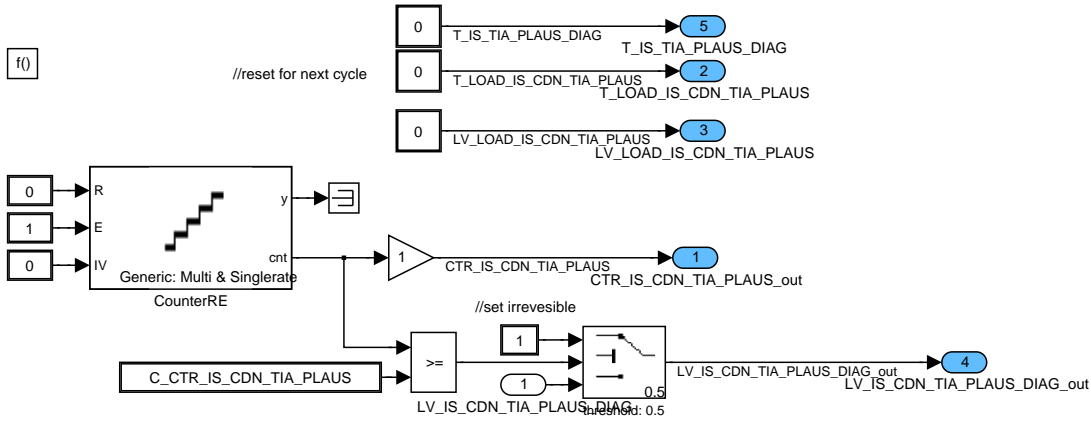 0
T_IS_TIA_PLAUS_DIAG
5
T_IS_TIA_PLAUS_DIAG
f()
//reset for next cycle
0
T_LOAD_IS_CDN_TIA_PLAUS
2
T_LOAD_IS_CDN_TIA_PLAUS
0
LV_LOAD_IS_CDN_TIA_PLAUS
3
LV_LOAD_IS_CDN_TIA_PLAUS
0
R
1
E
0
IV
y
cnt
Generic: Multi & Singlerate
CounterRE
1
CTR_IS_CDN_TIA_PLAUS
1
CTR_IS_CDN_TIA_PLAUS_out
//set irrevesible
1
C_CTR_IS_CDN_TIA_PLAUS
>=
1
LV_IS_CDN_TIA_PLAUS_DIAG
0.5
threshold: 0.5
LV_IS_CDN_TIA_PLAUS_DIAG_out
4
LV_IS_CDN_TIA_PLAUS_DIAG_out